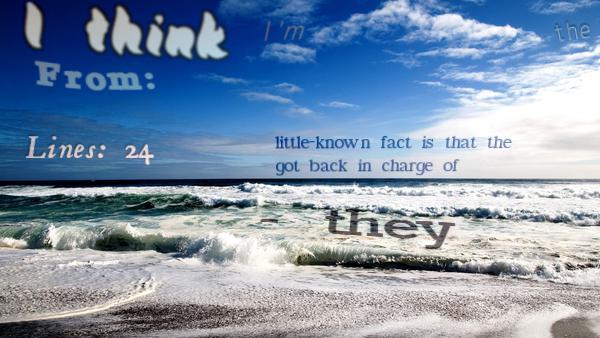 I think
I'm
the
From:
Lines: 24
little-known fact is that the
got back in charge of
- they